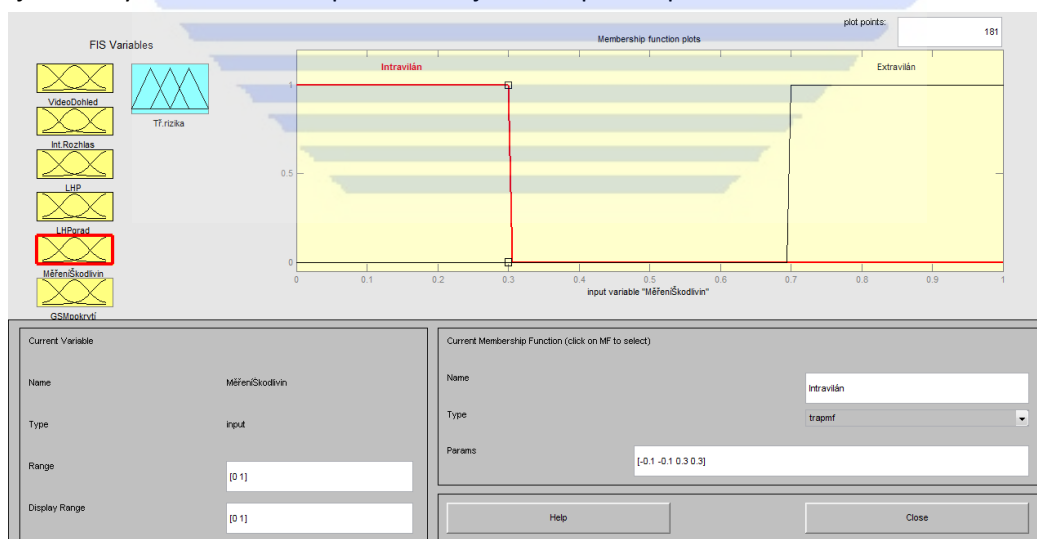 FIS Variables
VideoDohled
Int.Rozhlas
LHP
LHPorad
MěřeníŠkodlivin
GSMpokrytí
Tř.rizika
plot points:
181
Membership function plots
Intravilán
Extravilán
1
0.5
0
0 0.1 0.2 0.3 0.4 0.5 0.6 0.7 0.8 0.9 1
input variable "MěřeníŠkodlivin"
Current Variable
Name MěřeníŠkodlivin
Type input
Range [0 1]
Display Range [0 1]
Current Membership Function (click on MF to select)
Name Intravilán
Type trapmf
Params [-0.1 -0.1 0.3 0.3]
Help Close